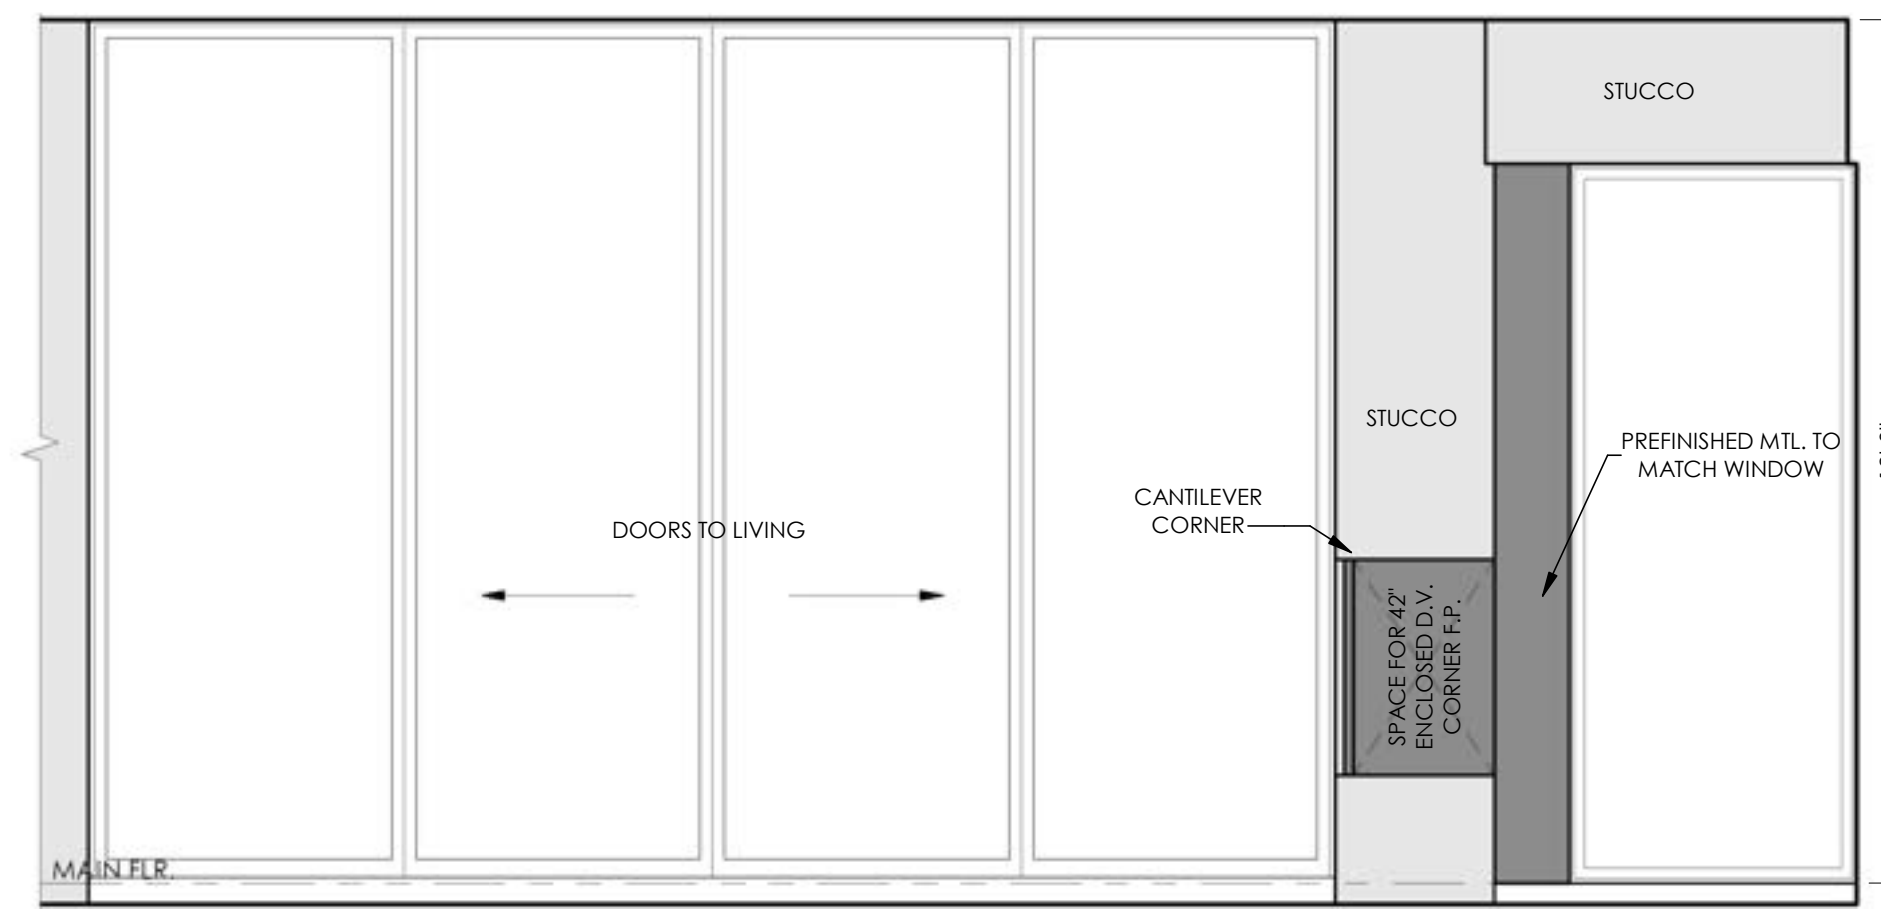 STUCCO
STUCCO
PREFINISHED MTL. TO
MATCH WINDOW
CANTILEVER
CORNER
DOORS TO LIVING
SPACE FOR 42"
ENCLOSED D.V.
CORNER F.P.
MAIN FLR.